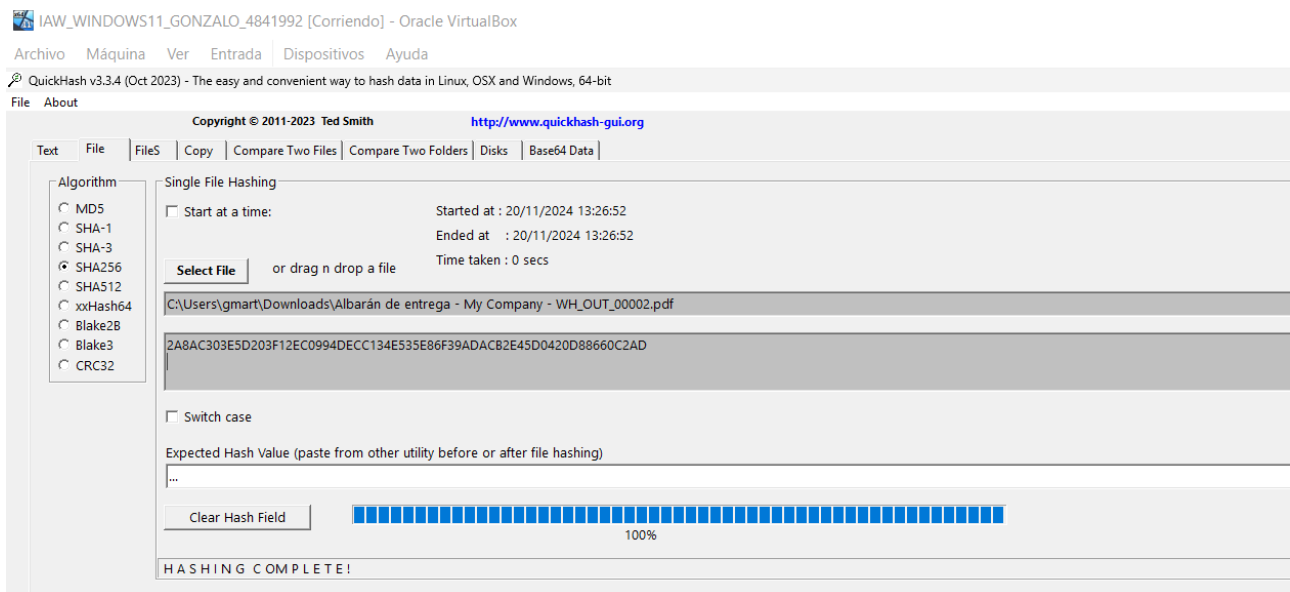 IAW_WINDOWS11_GONZALO_4841992 [Corriendo] - Oracle VirtualBox
Archivo Máquina Ver Entrada Dispositivos Ayuda
QuickHash v3.3.4 (Oct 2023) - The easy and convenient way to hash data in Linux, OSX and Windows, 64-bit
File About
Copyright © 2011-2023 Ted Smith http://www.quickhash-gui.org
Text File FileS Copy Compare Two Files Compare Two Folders Disks Base64 Data
Algorithm
MD5
SHA-1
SHA-3
SHA256
SHA512
xxHash64
Blake2B
Blake3
CRC32
Single File Hashing
Start at a time: Started at : 20/11/2024 13:26:52
Ended at : 20/11/2024 13:26:52
Select File or drag n drop a file Time taken : 0 secs
C:\Users\gmart\Downloads\Albarán de entrega - My Company - WH_OUT_00002.pdf
2A8AC303E5D203F12EC0994DECC134E535E86F39ADACB2E45D0420D88660C2AD
Switch case
Expected Hash Value (paste from other utility before or after file hashing)
...
Clear Hash Field
100%
HASHING COMPLETE!